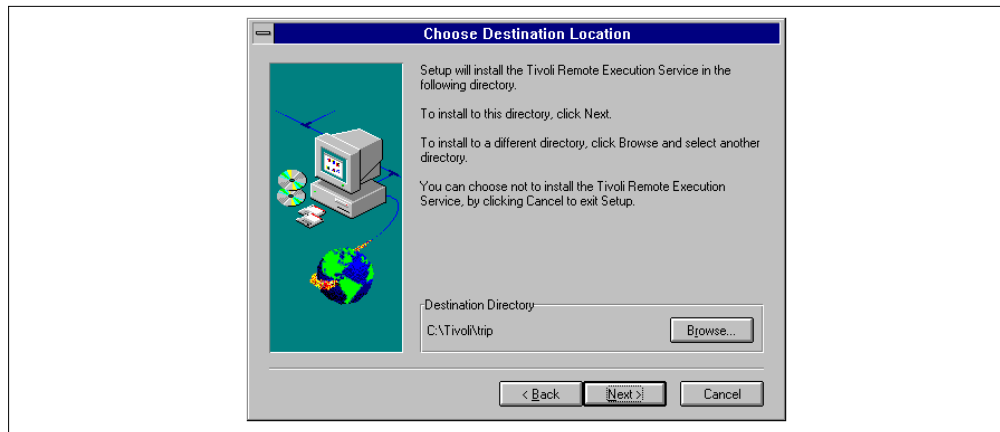 Choose Destination Location
Setup will install the Tivoli Remote Execution Service in the
following directory.
To install to this directory, click Next.
To install to a different directory, click Browse and select another
directory.
You can choose not to install the Tivoli Remote Execution
Service, by clicking Cancel to exit Setup.
Destination Directory
C:\Tivoli\trip
Browse...
< Back
Next >
Cancel